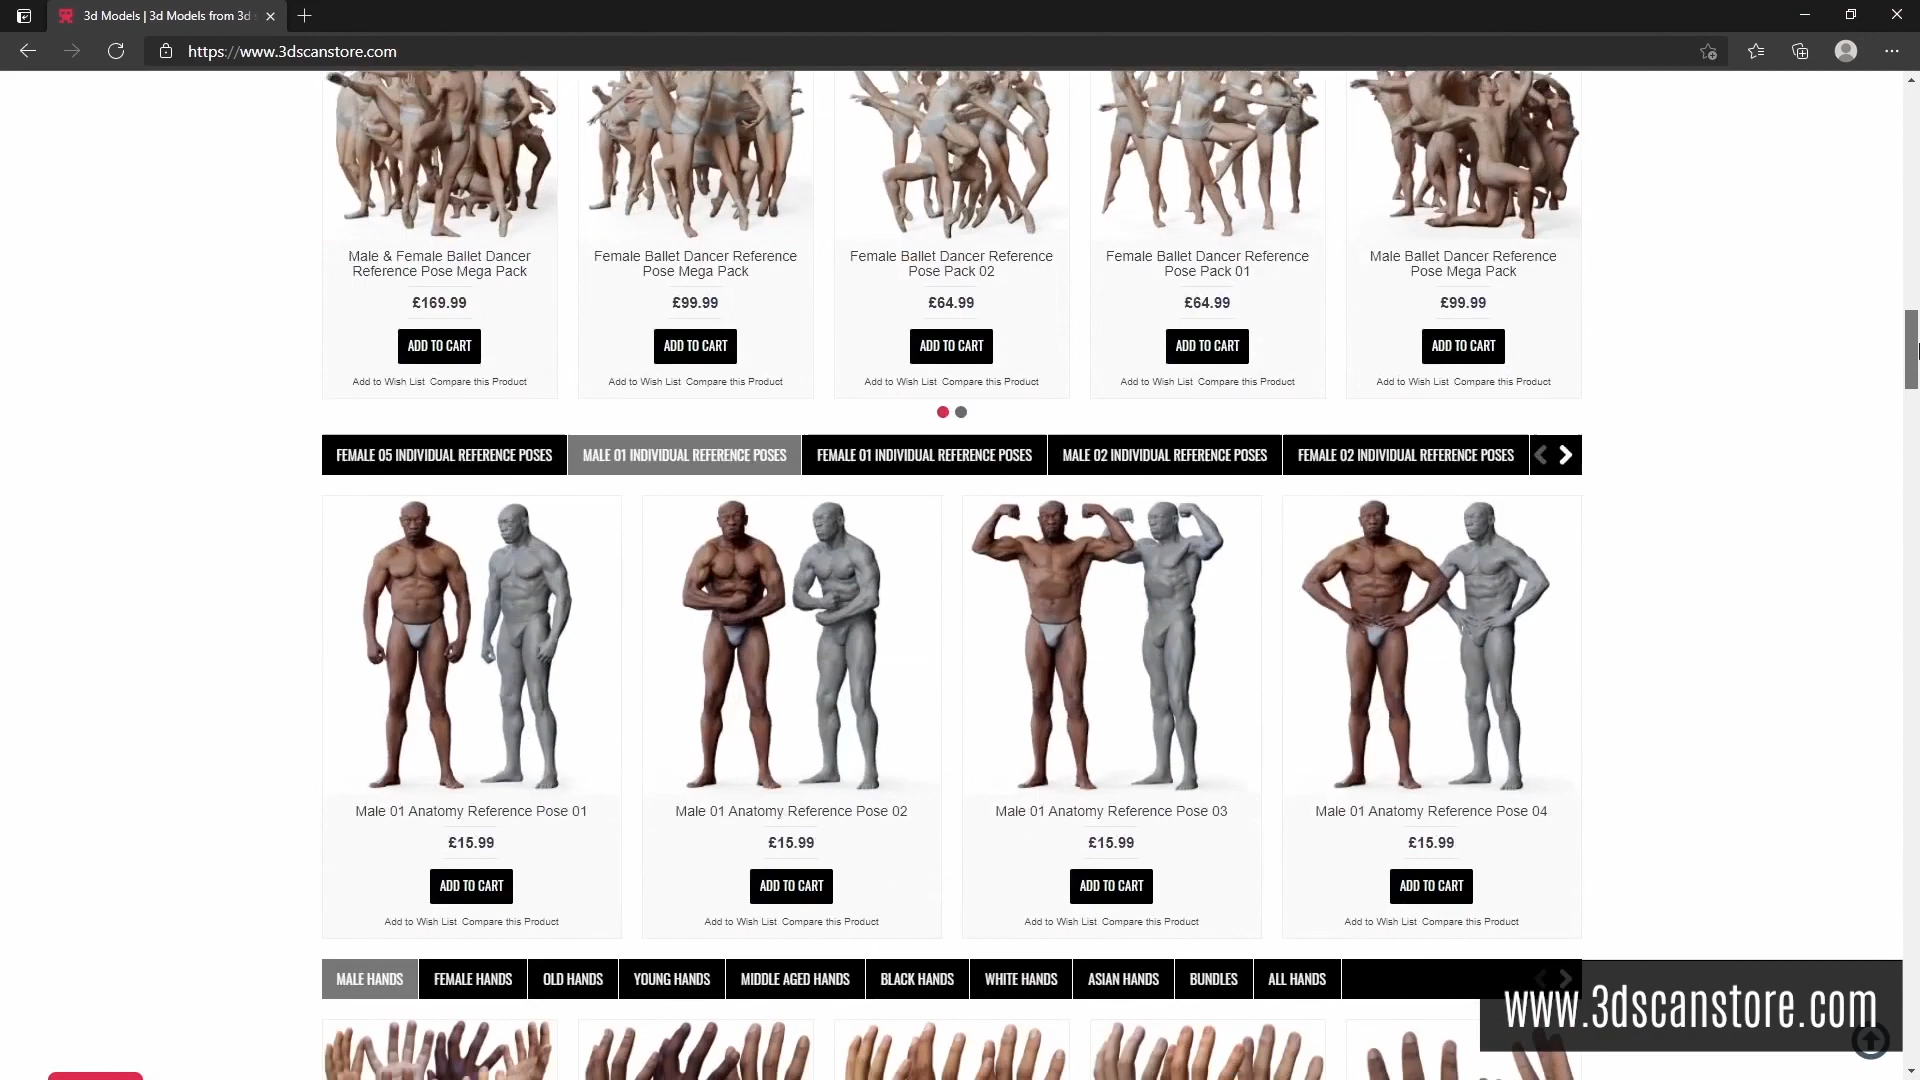 3d Models | 3d Models from 3d
https://www.3dscanstore.com
Male & Female Ballet Dancer
Reference Pose Mega Pack
£169.99
ADD TO CART
Add to Wish List Compare this Product
Female Ballet Dancer Reference
Pose Mega Pack
£99.99
ADD TO CART
Add to Wish List Compare this Product
Female Ballet Dancer Reference
Pose Pack 02
£64.99
ADD TO CART
Add to Wish List Compare this Product
Female Ballet Dancer Reference
Pose Pack 01
£64.99
ADD TO CART
Add to Wish List Compare this Product
Male Ballet Dancer Reference
Pose Mega Pack
£99.99
ADD TO CART
Add to Wish List Compare this Product
FEMALE 05 INDIVIDUAL REFERENCE POSES MALE 01 INDIVIDUAL REFERENCE POSES FEMALE 01 INDIVIDUAL REFERENCE POSES MALE 02 INDIVIDUAL REFERENCE POSES FEMALE 02 INDIVIDUAL REFERENCE POSES
Male 01 Anatomy Reference Pose 01
£15.99
ADD TO CART
Add to Wish List Compare this Product
Male 01 Anatomy Reference Pose 02
£15.99
ADD TO CART
Add to Wish List Compare this Product
Male 01 Anatomy Reference Pose 03
£15.99
ADD TO CART
Add to Wish List Compare this Product
Male 01 Anatomy Reference Pose 04
£15.99
ADD TO CART
Add to Wish List Compare this Product
MALE HANDS FEMALE HANDS OLD HANDS YOUNG HANDS MIDDLE AGED HANDS BLACK HANDS WHITE HANDS ASIAN HANDS BUNDLES ALL HANDS
www.3dscanstore.com